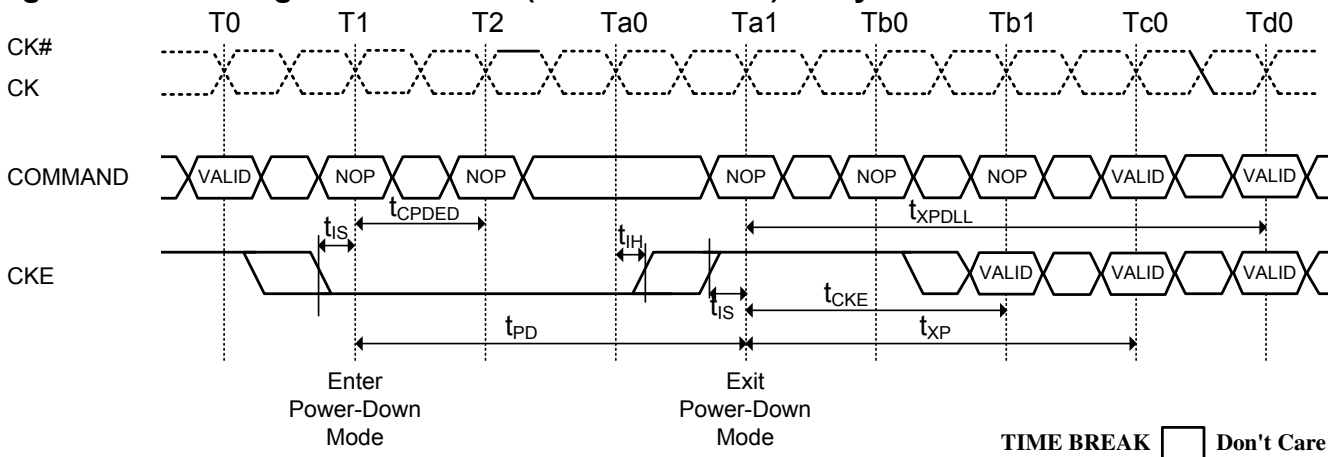 T0 T1 T2 Ta0 Ta1 Tb0 Tb1 Tc0 Td0
CK#
CK
COMMAND VALID NOP NOP NOP NOP NOP VALID VALID
tCPDED tXPDLL
tIS tIH
CKE VALID VALID VALID
tIS tCKE
tPD tXP
Enter Power-Down Mode
Exit Power-Down Mode
TIME BREAK Don't Care